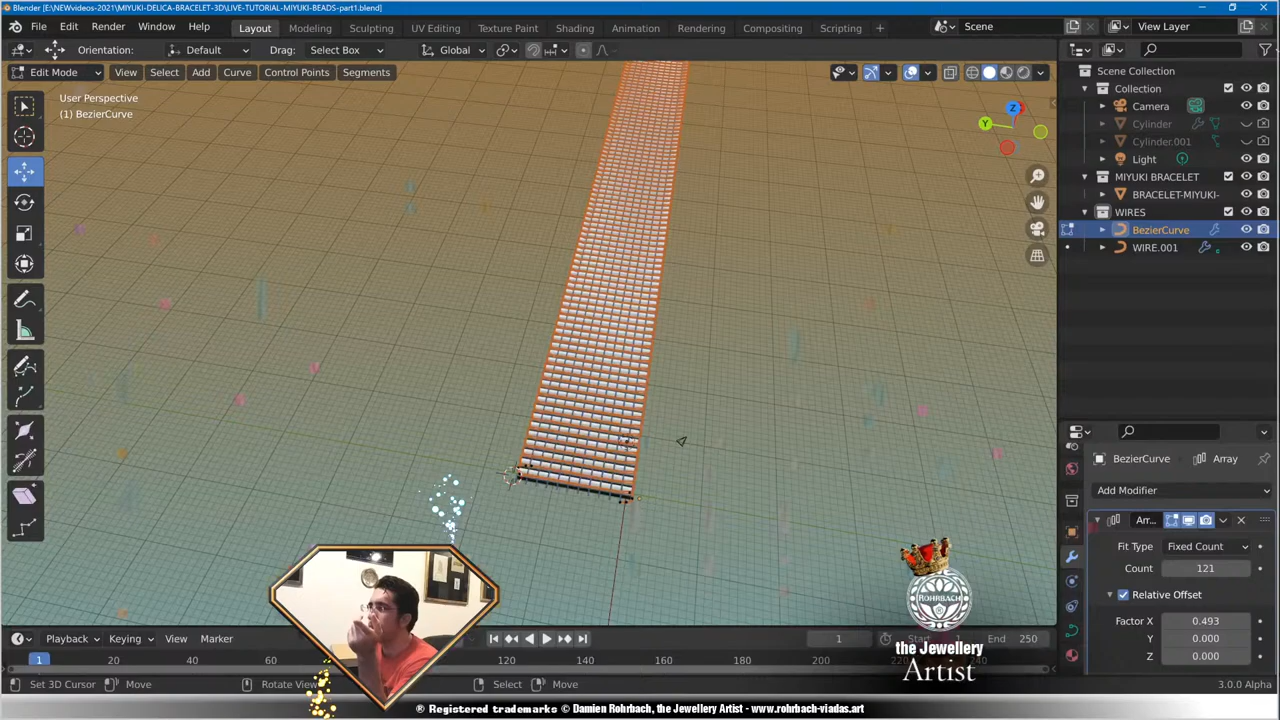 Blender [E:\NEWvideos-2021\MIYUKI-DELICA-BRACELET-3D\LIVE-TUTORIAL-MIYUKI-BEADS-part1.blend]
File Edit Render Window Help Layout Modeling Sculpting UV Editing Texture Paint Shading Animation Rendering Compositing Scripting + Scene View Layer
Orientation: Default Drag: Select Box Global
Edit Mode View Select Add Curve Control Points Segments
User Perspective
(1) BezierCurve
Z
Y
Scene Collection
Collection
Camera
Cylinder
Cylinder.001
Light
MIYUKI BRACELET
BRACELET-MIYUKI-
WIRES
BezierCurve
WIRE.001
BezierCurve Array
Add Modifier
Arr...
Fit Type Fixed Count
Count 121
Relative Offset
Factor X 0.493
Y 0.000
Z 0.000
ROHRBACH
the Jewellery
Artist
Playback Keying View Marker 1 Start End 250
1 20 40 60 120 140 160 180 200 220 240
Set 3D Cursor Move Rotate View Select Move 3.0.0 Alpha
® Registered trademarks © Damien Rohrbach, the Jewellery Artist - www.rohrbach-viadas.art